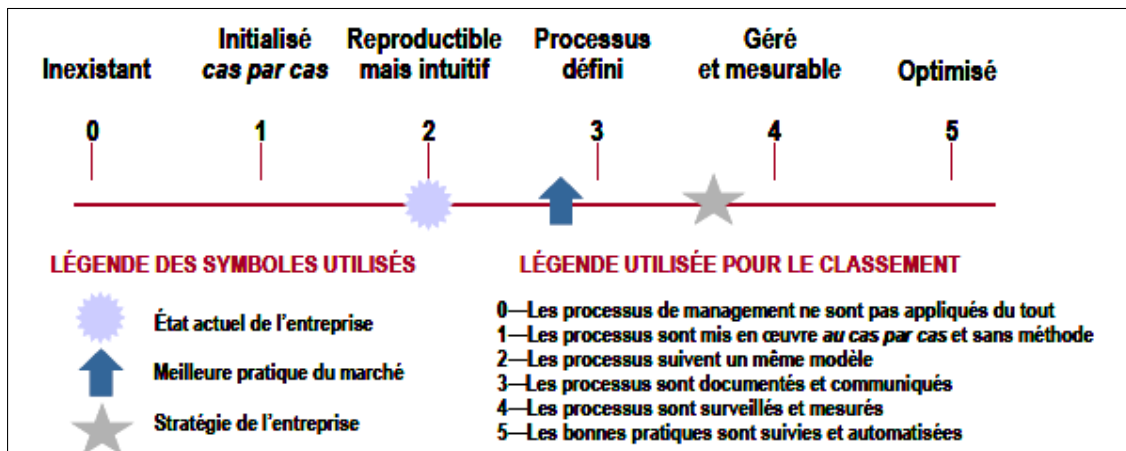 Inexistant
Initialisé
cas par cas
Reproductible
mais intuitif
Processus
défini
Géré
et mesurable
Optimisé
0 1 2 3 4 5
LÉGENDE DES SYMBOLES UTILISÉS
État actuel de l'entreprise
Meilleure pratique du marché
Stratégie de l'entreprise
LÉGENDE UTILISÉE POUR LE CLASSEMENT
0—Les processus de management ne sont pas appliqués du tout
1—Les processus sont mis en œuvre au cas par cas et sans méthode
2—Les processus suivent un même modèle
3—Les processus sont documentés et communiqués
4—Les processus sont surveillés et mesurés
5—Les bonnes pratiques sont suivies et automatisées